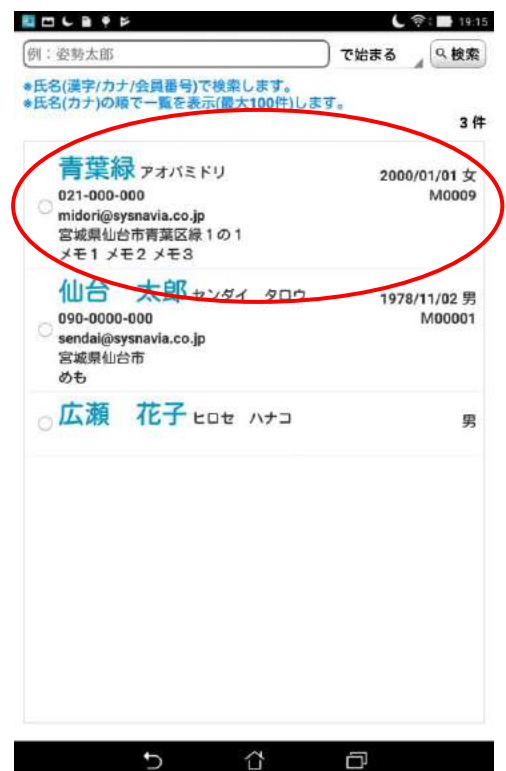 19:15
例：姿勢太郎 で始まる 検索
*氏名(漢字/カナ/会員番号)で検索します。
*氏名(カナ)の順で一覧を表示(最大100件)します。
3 件
青葉緑 アオバミドリ 2000/01/01 女
021-000-000 M0009
midori@sysnavia.co.jp
宮城県仙台市青葉区緑1の1
メモ1 メモ2 メモ3
仙台 太郎 センダイ タロウ 1978/11/02 男
090-0000-000 M00001
sendai@sysnavia.co.jp
宮城県仙台市
めも
広瀬 花子 ヒロセ ハナコ 男